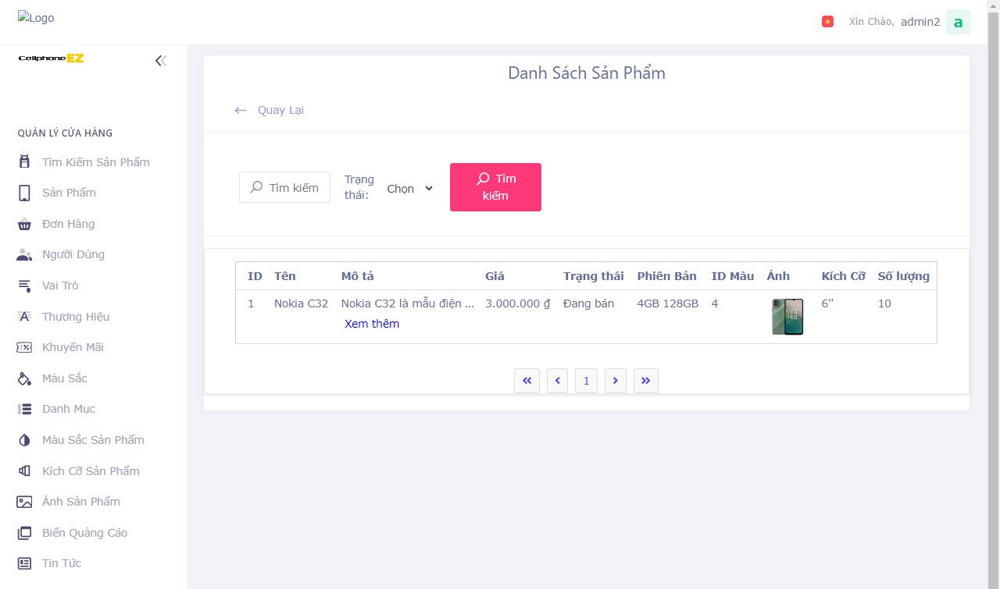 Logo
Xin Chào, admin2 a
CellphoneEZ
QUẢN LÝ CỬA HÀNG
Tìm Kiếm Sản Phẩm
Sản Phẩm
Đơn Hàng
Người Dùng
Vai Trò
Thương Hiệu
Khuyến Mãi
Màu Sắc
Danh Mục
Màu Sắc Sản Phẩm
Kích Cỡ Sản Phẩm
Ảnh Sản Phẩm
Biển Quảng Cáo
Tin Tức
Danh Sách Sản Phẩm
Quay Lại
Tìm kiếm
Trạng
thái:
Chọn
Tìm
kiếm
ID Tên Mô tả Giá Trạng thái Phiên Bản ID Màu Ảnh Kích Cỡ Số lượng
1 Nokia C32 Nokia C32 là mẫu điện ... 3.000.000 ₫ Đang bán 4GB 128GB 4 6'' 10
Xem thêm
« ‹ 1 › »